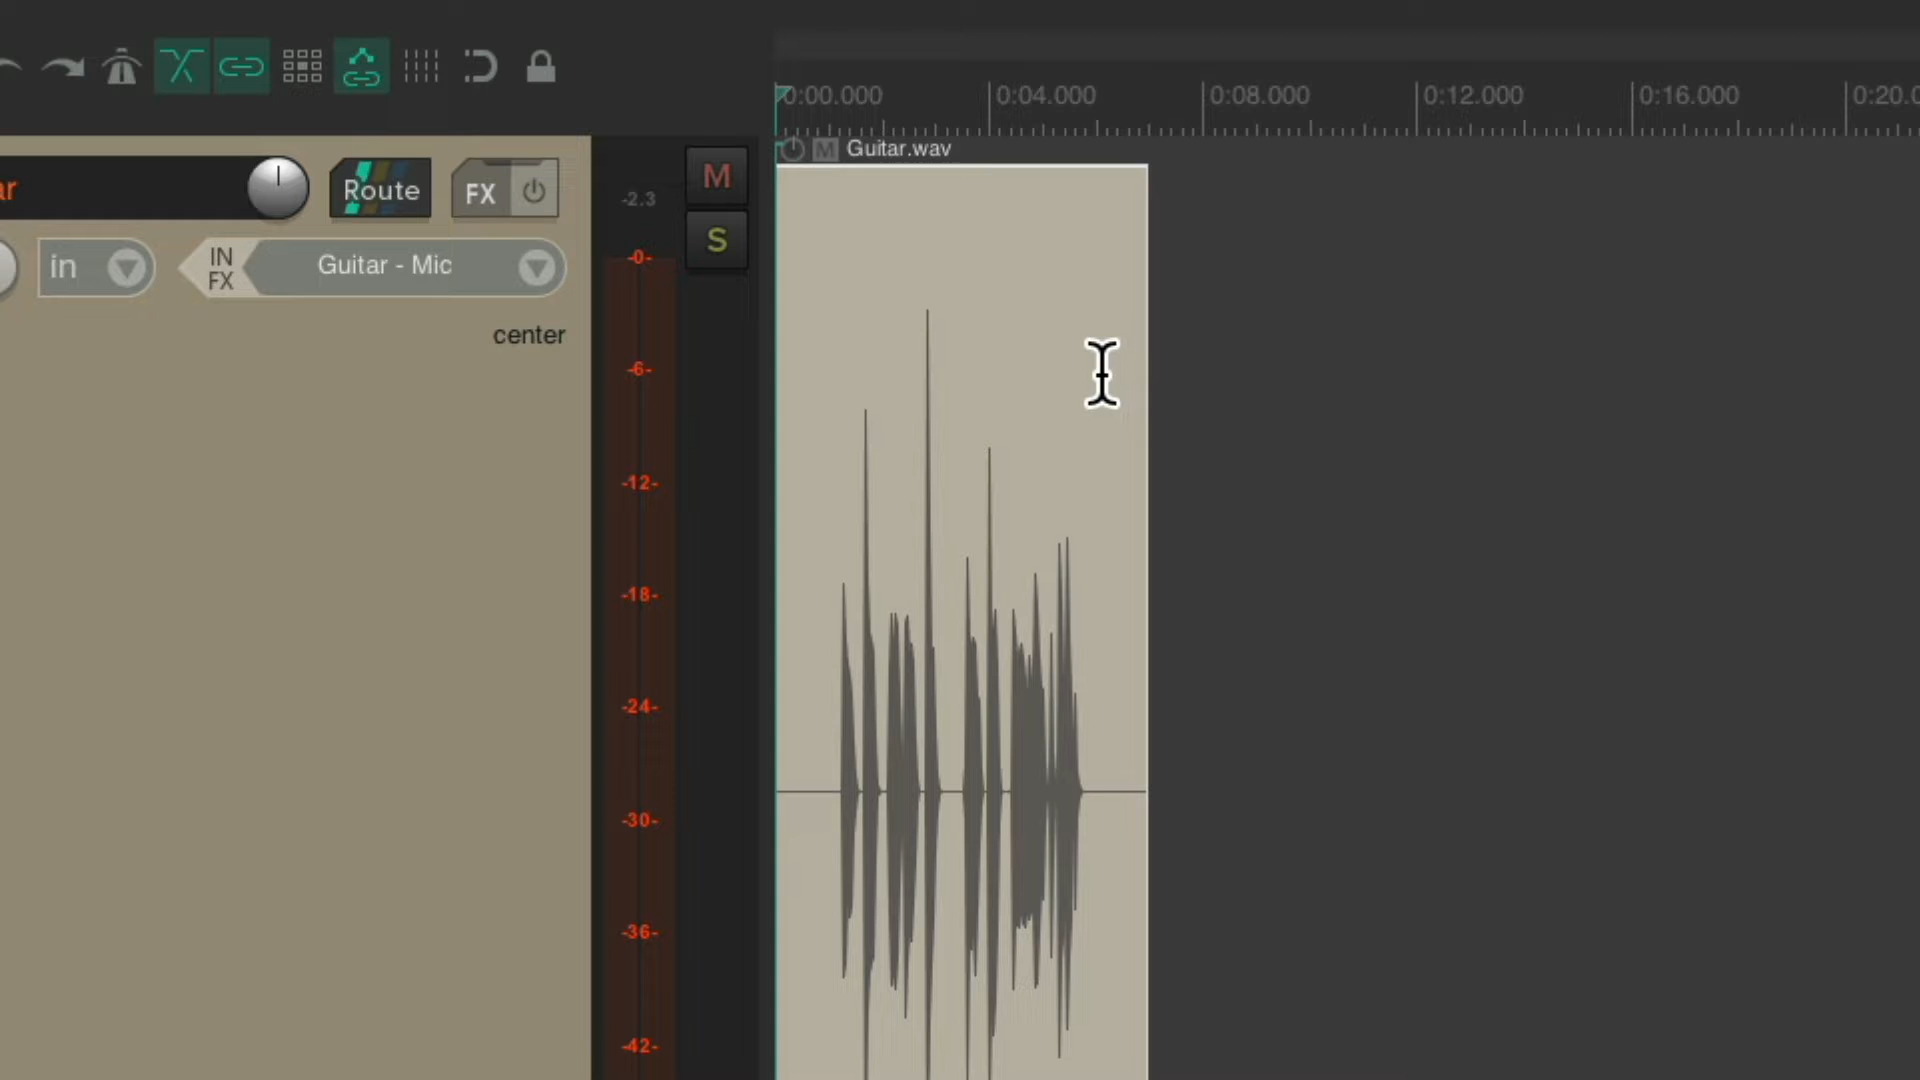 0:00.000 0:04.000 0:08.000 0:12.000 0:16.000 0:20.0
M Guitar.wav
ar Route FX -2.3 M
S
in IN FX Guitar - Mic -0-
center
-6-
-12-
-18-
-24-
-30-
-36-
-42-